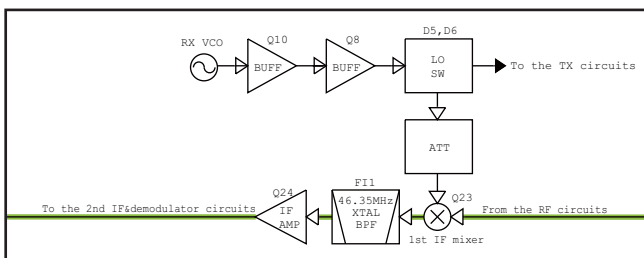 RX VCO
Q10
BUFF
Q8
BUFF
D5,D6
LO
SW
To the TX circuits
ATT
To the 2nd IF&demodulator circuits
Q24
IF
AMP
FI1
46.35MHz
XTAL
BPF
Q23
1st IF mixer
From the RF circuits